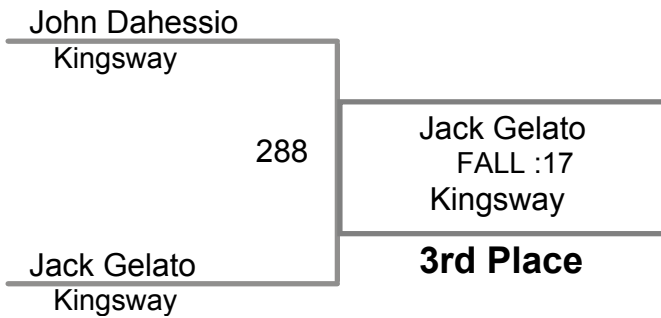 John Dahessio
Kingsway
288
Jack Gelato
FALL :17
Kingsway
3rd Place
Jack Gelato
Kingsway